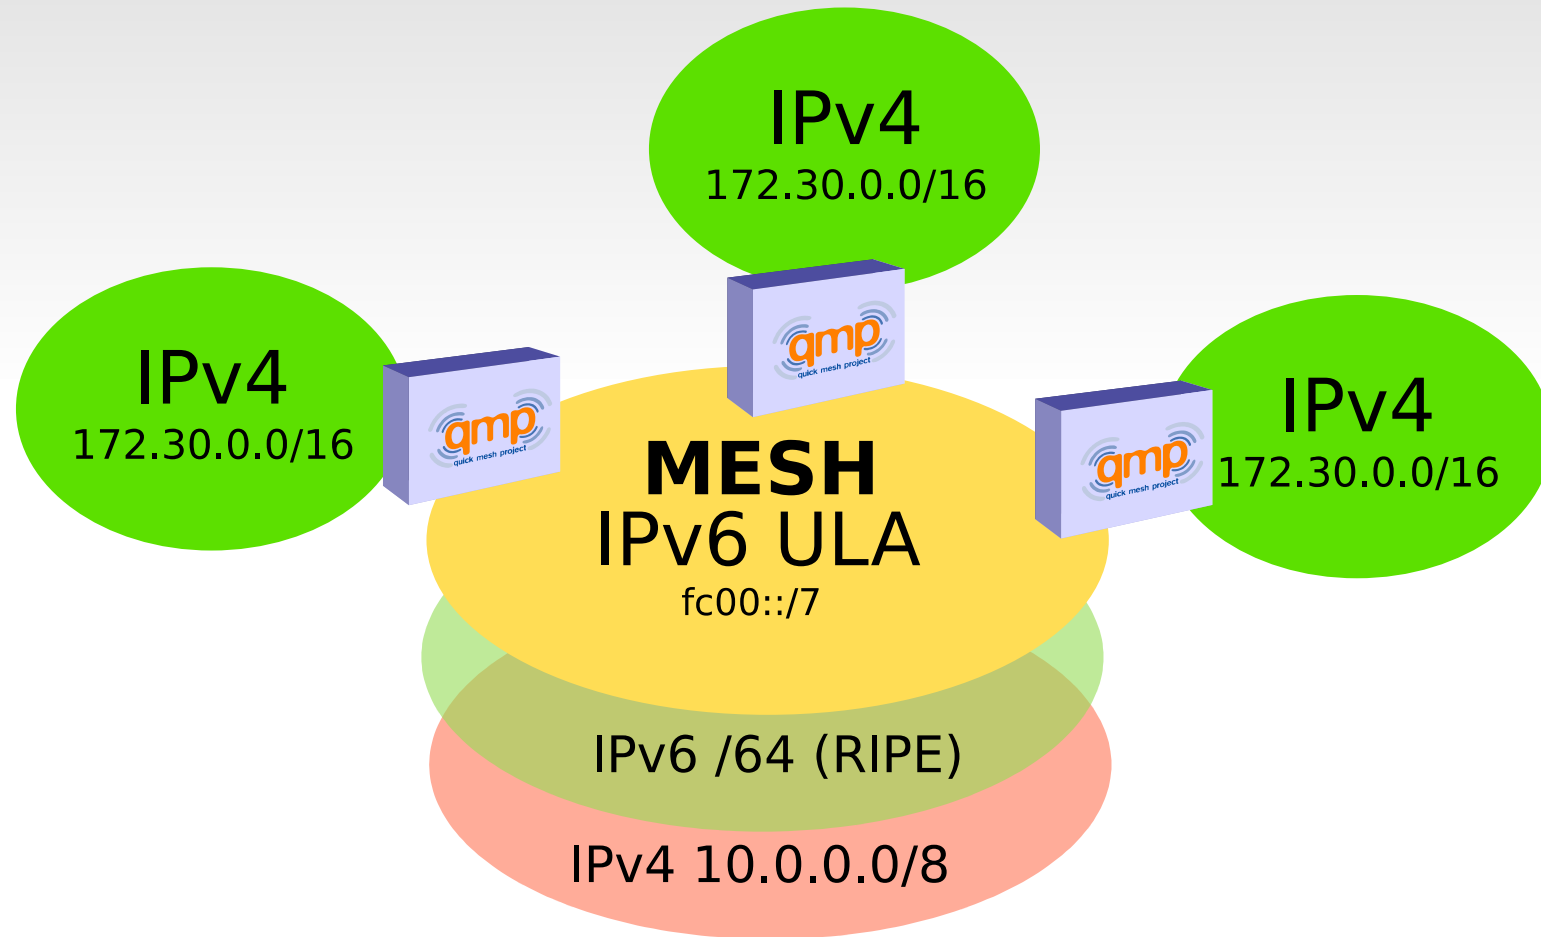 IPv4
172.30.0.0/16
qmp
quick mesh project
IPv4
172.30.0.0/16
qmp
quick mesh project
IPv4
172.30.0.0/16
qmp
quick mesh project
MESH
IPv6 ULA
fc00::/7
IPv6 /64 (RIPE)
IPv4 10.0.0.0/8